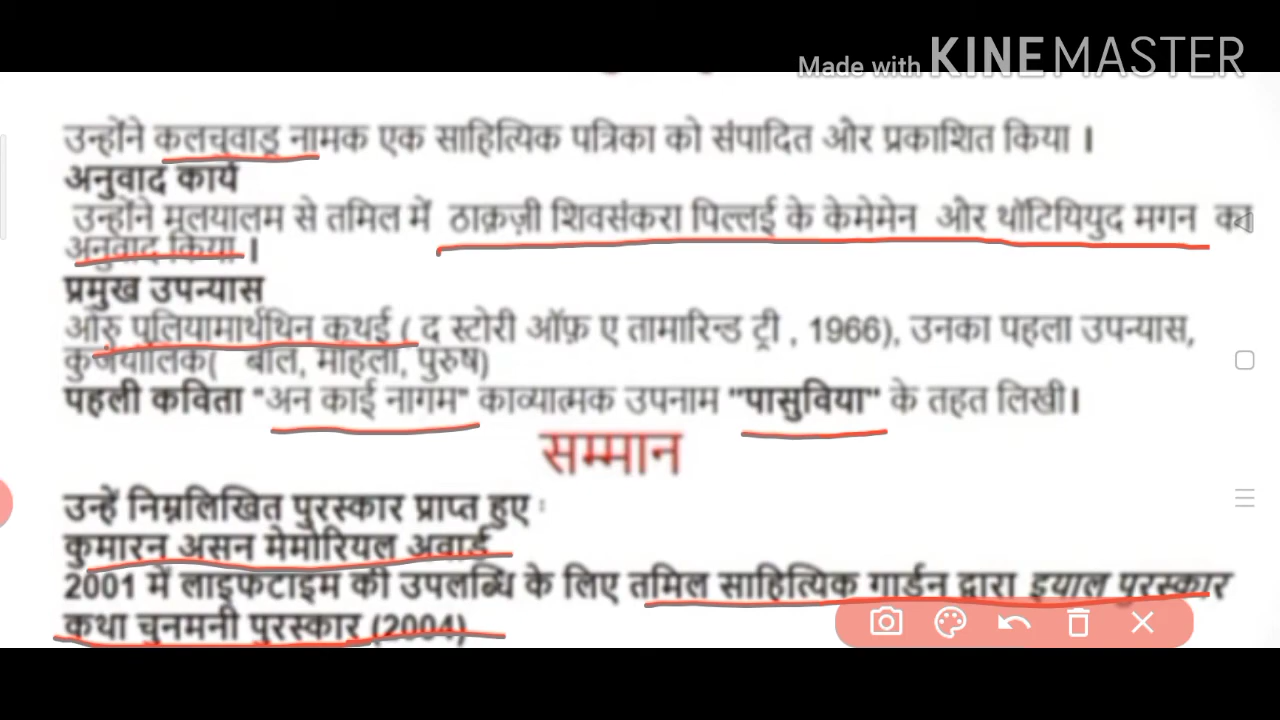 Made with KINEMASTER
उन्होंने कलचुवाडु नामक एक साहित्यिक पत्रिका को संपादित और प्रकाशित किया ।
अनुवाद कार्य
उन्होंने मलयालम से तमिल में ठाक़ज़ी शिवसंकरा पिल्लई के केमेमेन और थॉटियियुद मगन का
अनुवाद किया ।
प्रमुख उपन्यास
ओरु पुलियामार्थथिन कथई ( द स्टोरी ऑफ़ ए तामारिन्ड ट्री , 1966), उनका पहला उपन्यास,
कुजयालिक( बाल, महिला, पुरुष)
पहली कविता "अन काई नागम" काव्यात्मक उपनाम "पासुविया" के तहत लिखी।
सम्मान
उन्हें निम्नलिखित पुरस्कार प्राप्त हुए :
कुमारन असन मेमोरियल अवार्ड
2001 में लाइफटाइम की उपलब्धि के लिए तमिल साहित्यिक गार्डन द्वारा इयाल पुरस्कार
कथा चुनमनी पुरस्कार (2004)